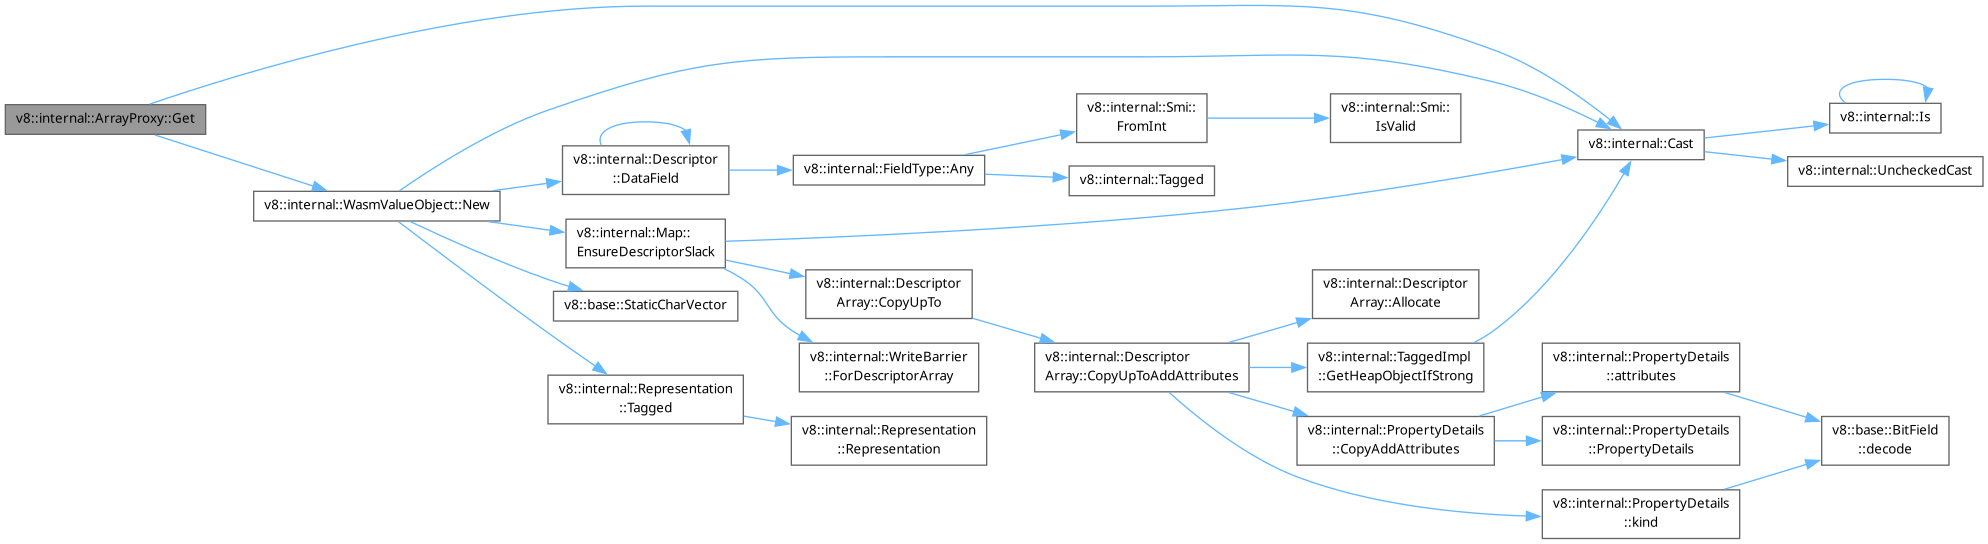 v8::internal::ArrayProxy::Get
v8::internal::WasmValueObject::New
v8::internal::Descriptor
::DataField
v8::internal::Map::
EnsureDescriptorSlack
v8::base::StaticCharVector
v8::internal::Representation
::Tagged
v8::internal::FieldType::Any
v8::internal::Descriptor
Array::CopyUpTo
v8::internal::WriteBarrier
::ForDescriptorArray
v8::internal::Representation
::Representation
v8::internal::Smi::
FromInt
v8::internal::Tagged
v8::internal::Descriptor
Array::CopyUpToAddAttributes
v8::internal::Smi::
IsValid
v8::internal::Descriptor
Array::Allocate
v8::internal::TaggedImpl
::GetHeapObjectIfStrong
v8::internal::PropertyDetails
::CopyAddAttributes
v8::internal::Cast
v8::internal::PropertyDetails
::attributes
v8::internal::PropertyDetails
::PropertyDetails
v8::internal::PropertyDetails
::kind
v8::internal::Is
v8::internal::UncheckedCast
v8::base::BitField
::decode